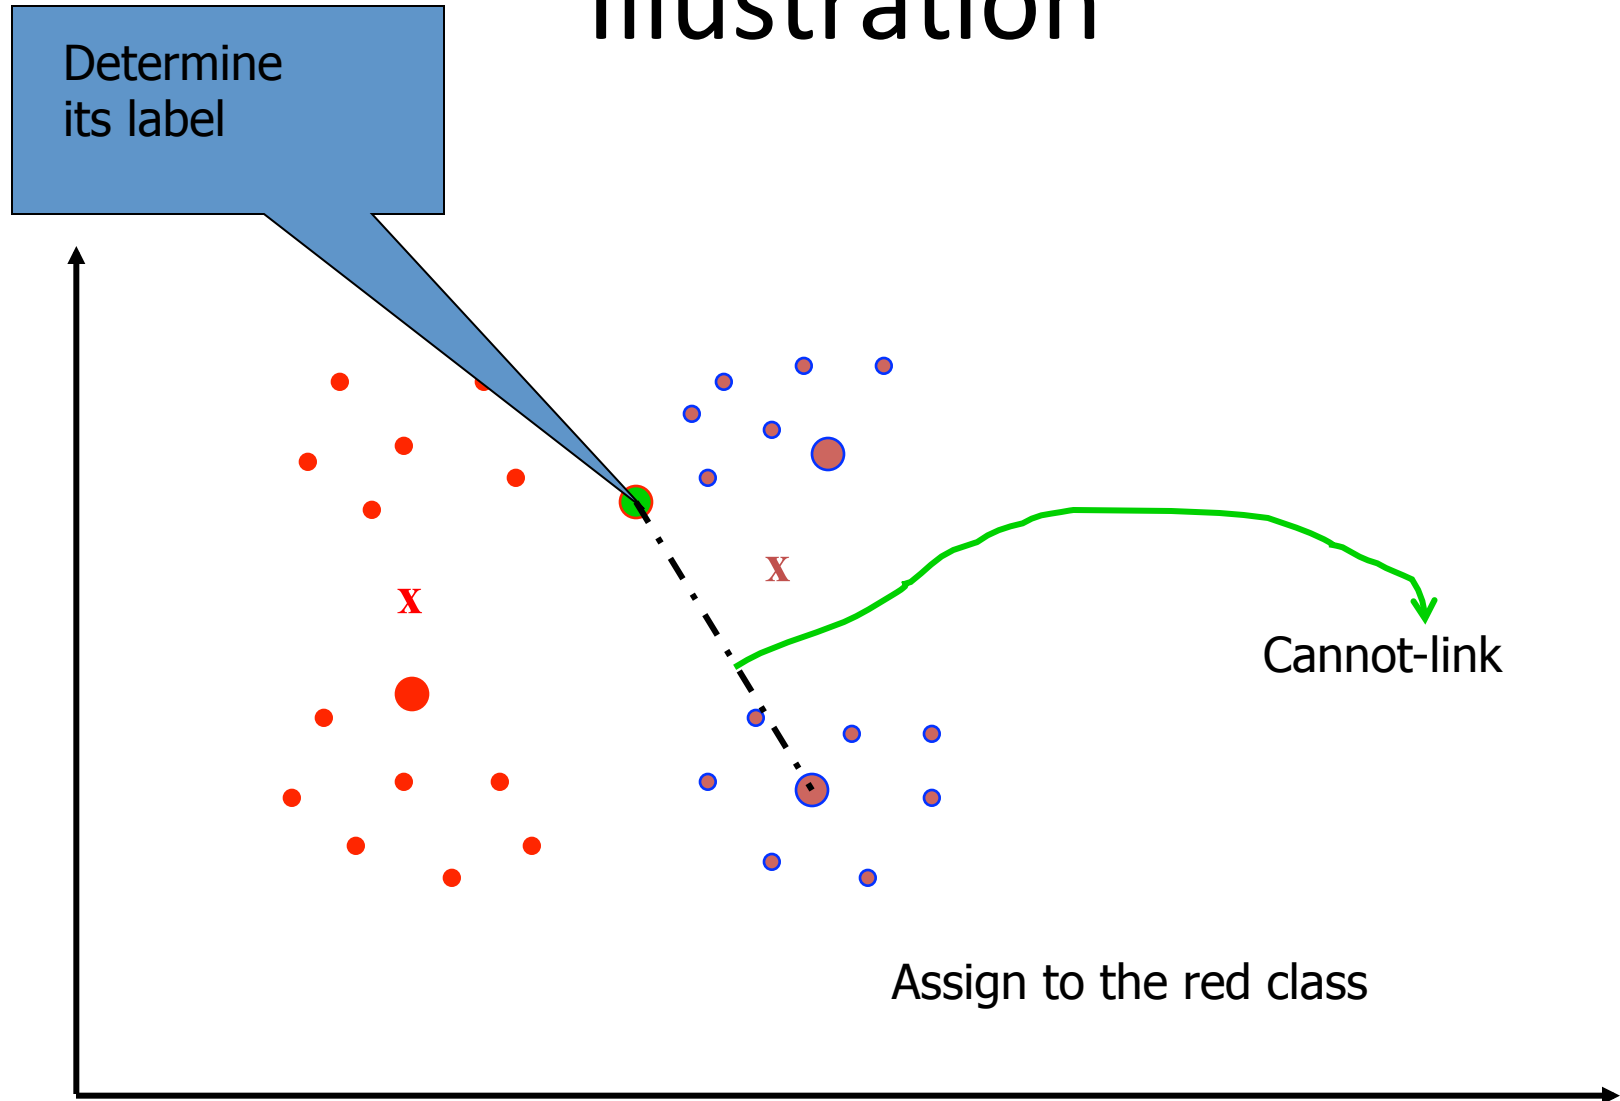 Illustration
Determine
its label
x
x
Cannot-link
Assign to the red class